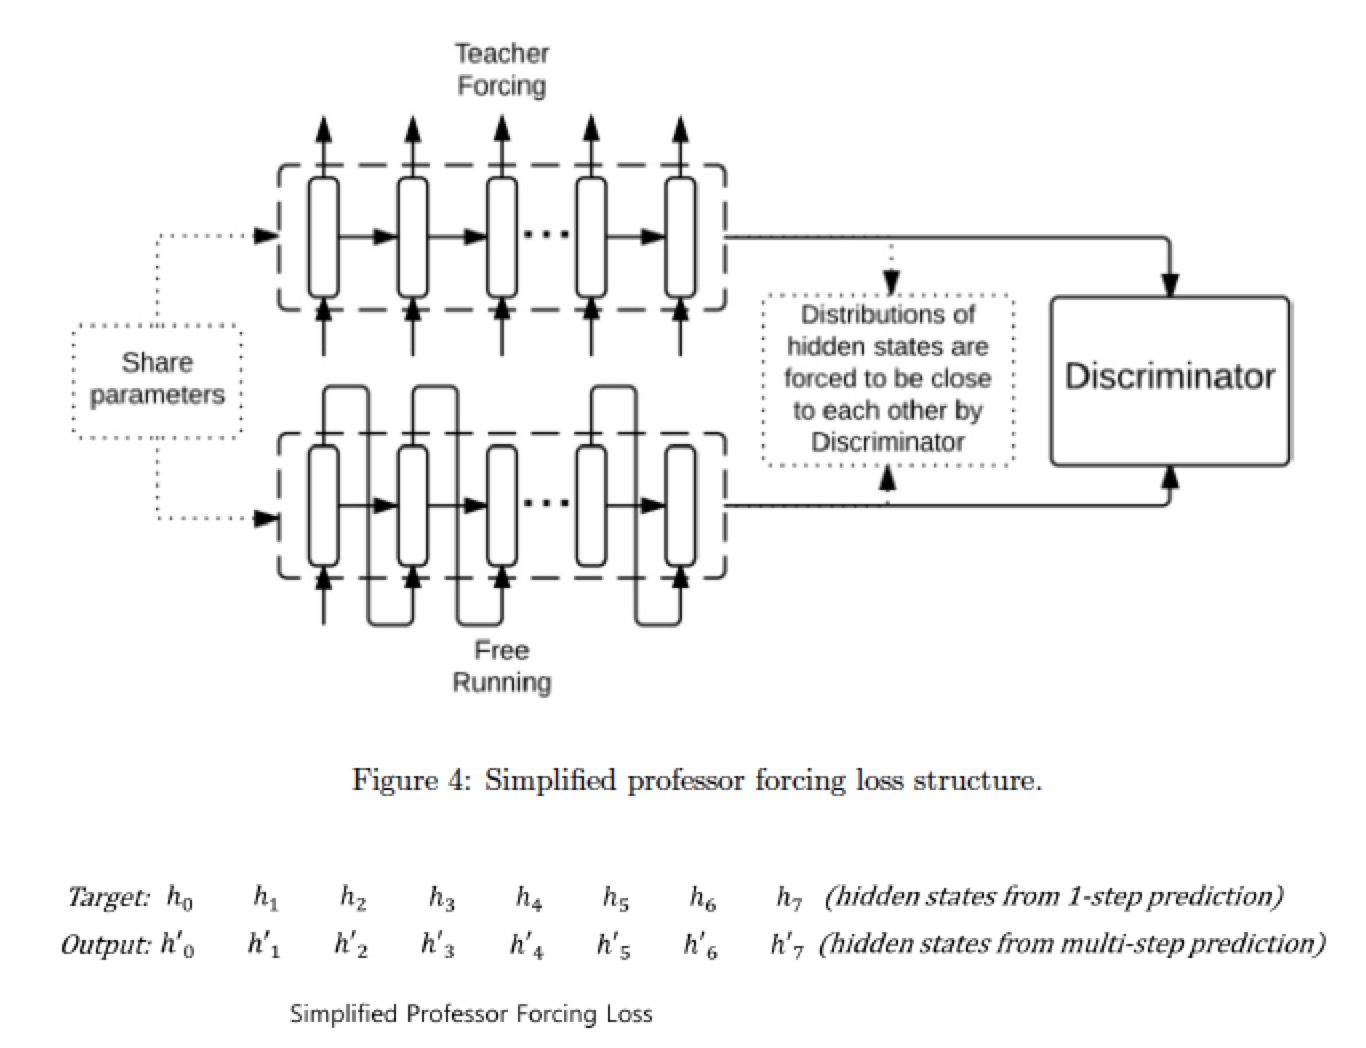 Teacher
Forcing
Share
parameters
Distributions of
hidden states are
forced to be close
to each other by
Discriminator
Discriminator
Free
Running
Figure 4: Simplified professor forcing loss structure.
Target: h₀ h₁ h₂ h₃ h₄ h₅ h₆ h₇ (hidden states from 1-step prediction)
Output: h′₀ h′₁ h′₂ h′₃ h′₄ h′₅ h′₆ h′₇ (hidden states from multi-step prediction)
Simplified Professor Forcing Loss